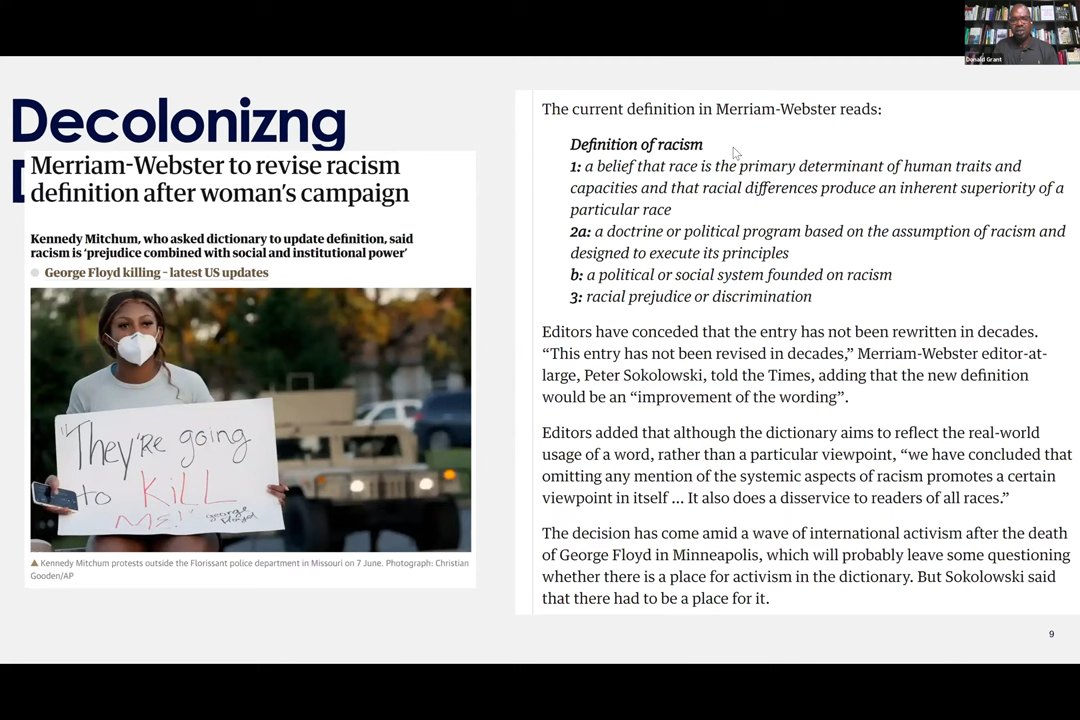 Donald Grant
Decolonizng
Merriam-Webster to revise racism
definition after woman's campaign
Kennedy Mitchum, who asked dictionary to update definition, said
racism is 'prejudice combined with social and institutional power'
George Floyd killing – latest US updates
"They're going
to KiLL
ME!" george
floyd
Kennedy Mitchum protests outside the Florissant police department in Missouri on 7 June. Photograph: Christian
Gooden/AP
The current definition in Merriam-Webster reads:
Definition of racism
1: a belief that race is the primary determinant of human traits and
capacities and that racial differences produce an inherent superiority of a
particular race
2a: a doctrine or political program based on the assumption of racism and
designed to execute its principles
b: a political or social system founded on racism
3: racial prejudice or discrimination
Editors have conceded that the entry has not been rewritten in decades.
“This entry has not been revised in decades,” Merriam-Webster editor-at-
large, Peter Sokolowski, told the Times, adding that the new definition
would be an “improvement of the wording”.
Editors added that although the dictionary aims to reflect the real-world
usage of a word, rather than a particular viewpoint, “we have concluded that
omitting any mention of the systemic aspects of racism promotes a certain
viewpoint in itself ... It also does a disservice to readers of all races.”
The decision has come amid a wave of international activism after the death
of George Floyd in Minneapolis, which will probably leave some questioning
whether there is a place for activism in the dictionary. But Sokolowski said
that there had to be a place for it.
9